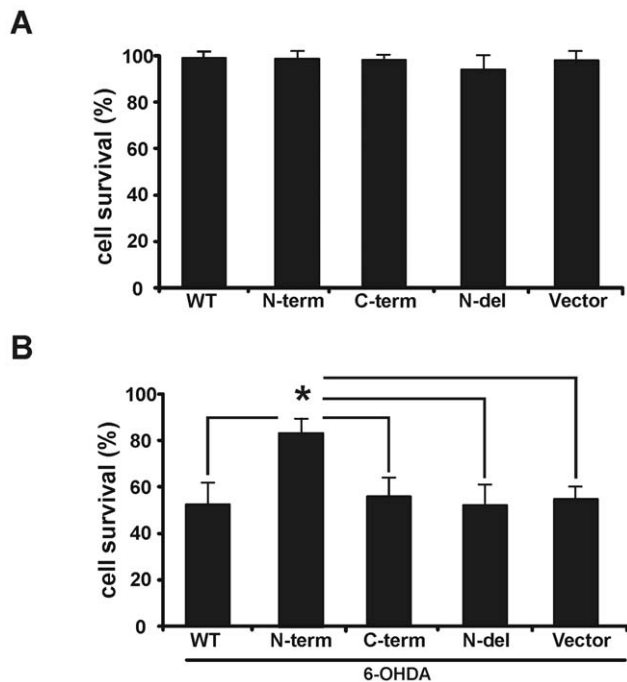 A
cell survival (%)
100
80
60
40
20
0
WT N-term C-term N-del Vector
B
cell survival (%)
100
80
60
40
20
0
*
WT N-term C-term N-del Vector
6-OHDA